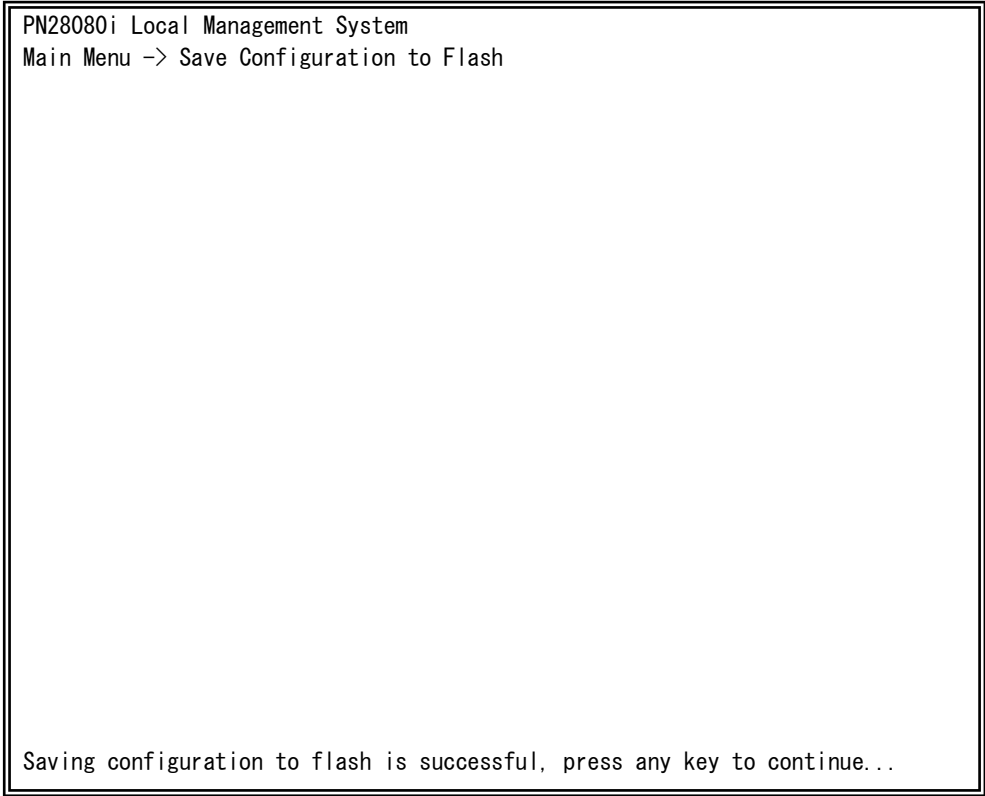 PN28080i Local Management System
Main Menu -> Save Configuration to Flash
Saving configuration to flash is successful, press any key to continue...